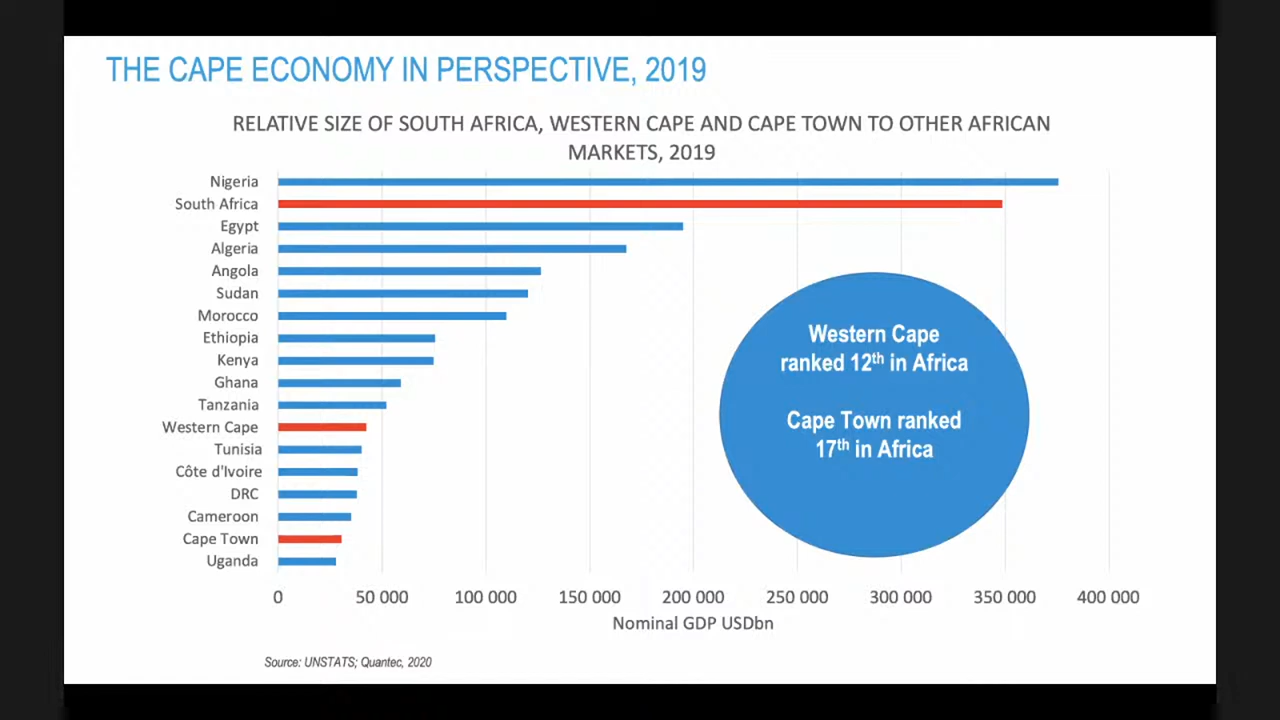 THE CAPE ECONOMY IN PERSPECTIVE, 2019
RELATIVE SIZE OF SOUTH AFRICA, WESTERN CAPE AND CAPE TOWN TO OTHER AFRICAN
MARKETS, 2019
Nigeria
South Africa
Egypt
Algeria
Angola
Sudan
Morocco
Ethiopia
Kenya
Ghana
Tanzania
Western Cape
Tunisia
Côte d'Ivoire
DRC
Cameroon
Cape Town
Uganda
Western Cape
ranked 12th in Africa
Cape Town ranked
17th in Africa
0 50 000 100 000 150 000 200 000 250 000 300 000 350 000 400 000
Nominal GDP USDbn
Source: UNSTATS; Quantec, 2020